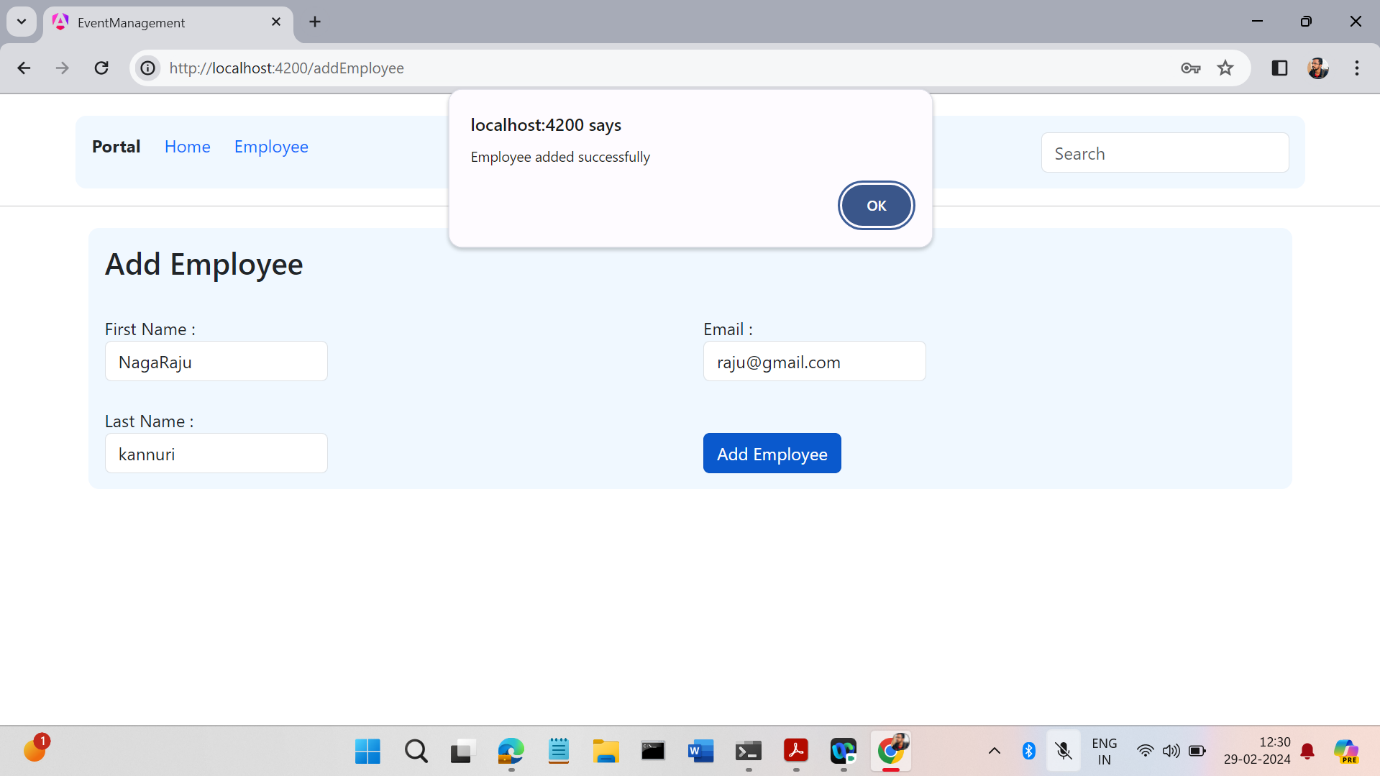 EventManagement
http://localhost:4200/addEmployee
localhost:4200 says
Employee added successfully
OK
Portal Home Employee
Search
Add Employee
First Name :
NagaRaju
Email :
raju@gmail.com
Last Name :
kannuri
Add Employee
1
W
PRE
ENG
IN
12:30
29-02-2024